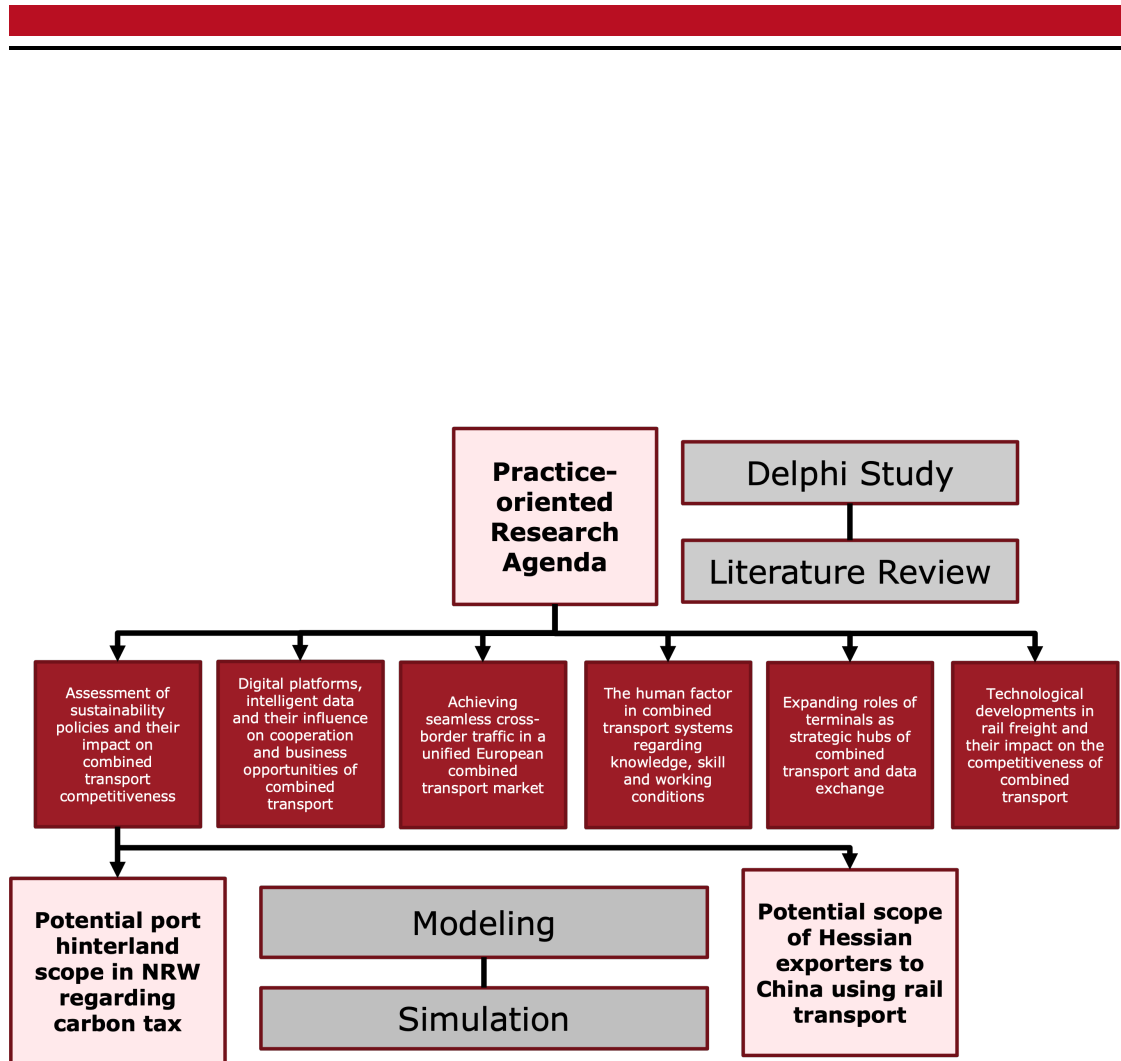 Practice-
oriented
Research
Agenda
Delphi Study
Literature Review
Assessment of
sustainability
policies and their
impact on
combined
transport
competitiveness
Digital platforms,
intelligent data
and their influence
on cooperation
and business
opportunities of
combined
transport
Achieving
seamless cross-
border traffic in a
unified European
combined
transport market
The human factor
in combined
transport systems
regarding
knowledge, skill
and working
conditions
Expanding roles of
terminals as
strategic hubs of
combined
transport and data
exchange
Technological
developments in
rail freight and
their impact on the
competitiveness of
combined
transport
Potential port
hinterland
scope in NRW
regarding
carbon tax
Modeling
Simulation
Potential scope
of Hessian
exporters to
China using rail
transport